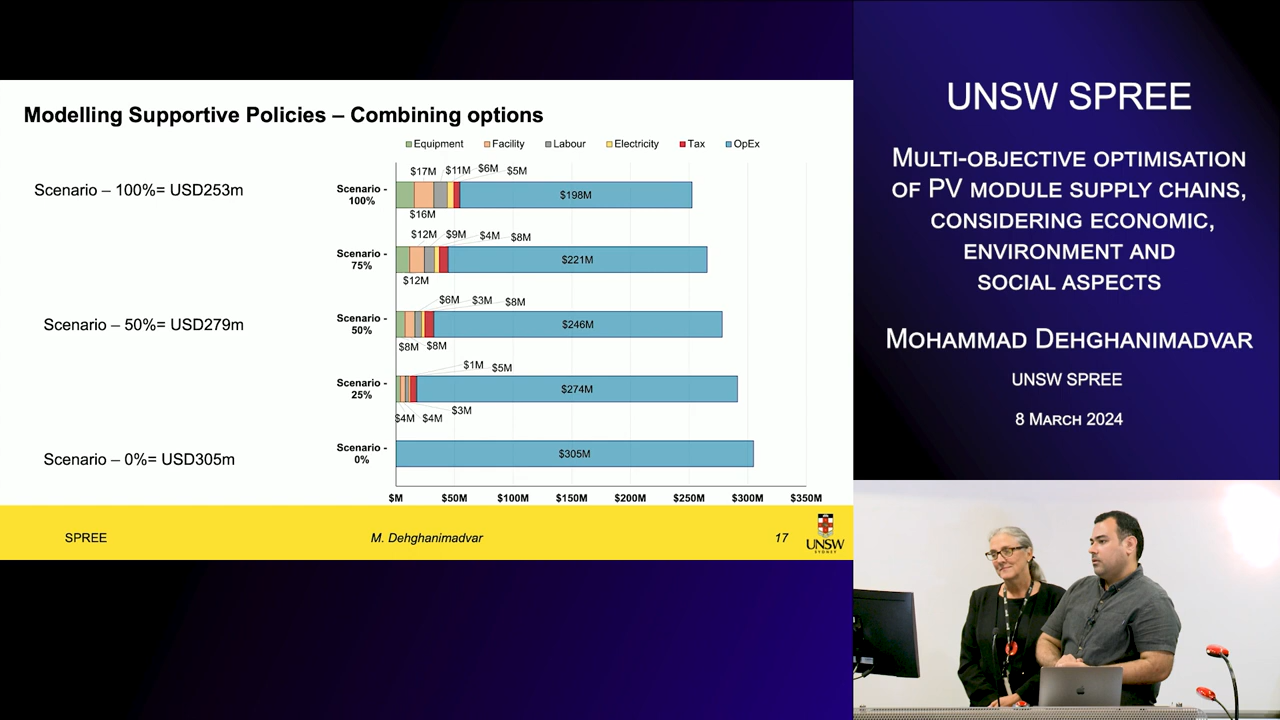 Modelling Supportive Policies – Combining options
Equipment Facility Labour Electricity Tax OpEx
Scenario – 100%= USD253m
Scenario -
100%
$17M $11M $6M $5M
$198M
$16M
Scenario -
75%
$12M $9M $4M $8M
$221M
$12M
Scenario – 50%= USD279m
Scenario -
50%
$6M $3M $8M
$246M
$8M $8M
Scenario -
25%
$1M $5M
$274M
$4M $4M $3M
Scenario – 0%= USD305m
Scenario -
0%
$305M
$M $50M $100M $150M $200M $250M $300M $350M
SPREE M. Dehghanimadvar 17
UNSW
SYDNEY
UNSW SPREE
Multi-objective optimisation
of PV module supply chains,
considering economic,
environment and
social aspects
Mohammad Dehghanimadvar
UNSW SPREE
8 March 2024